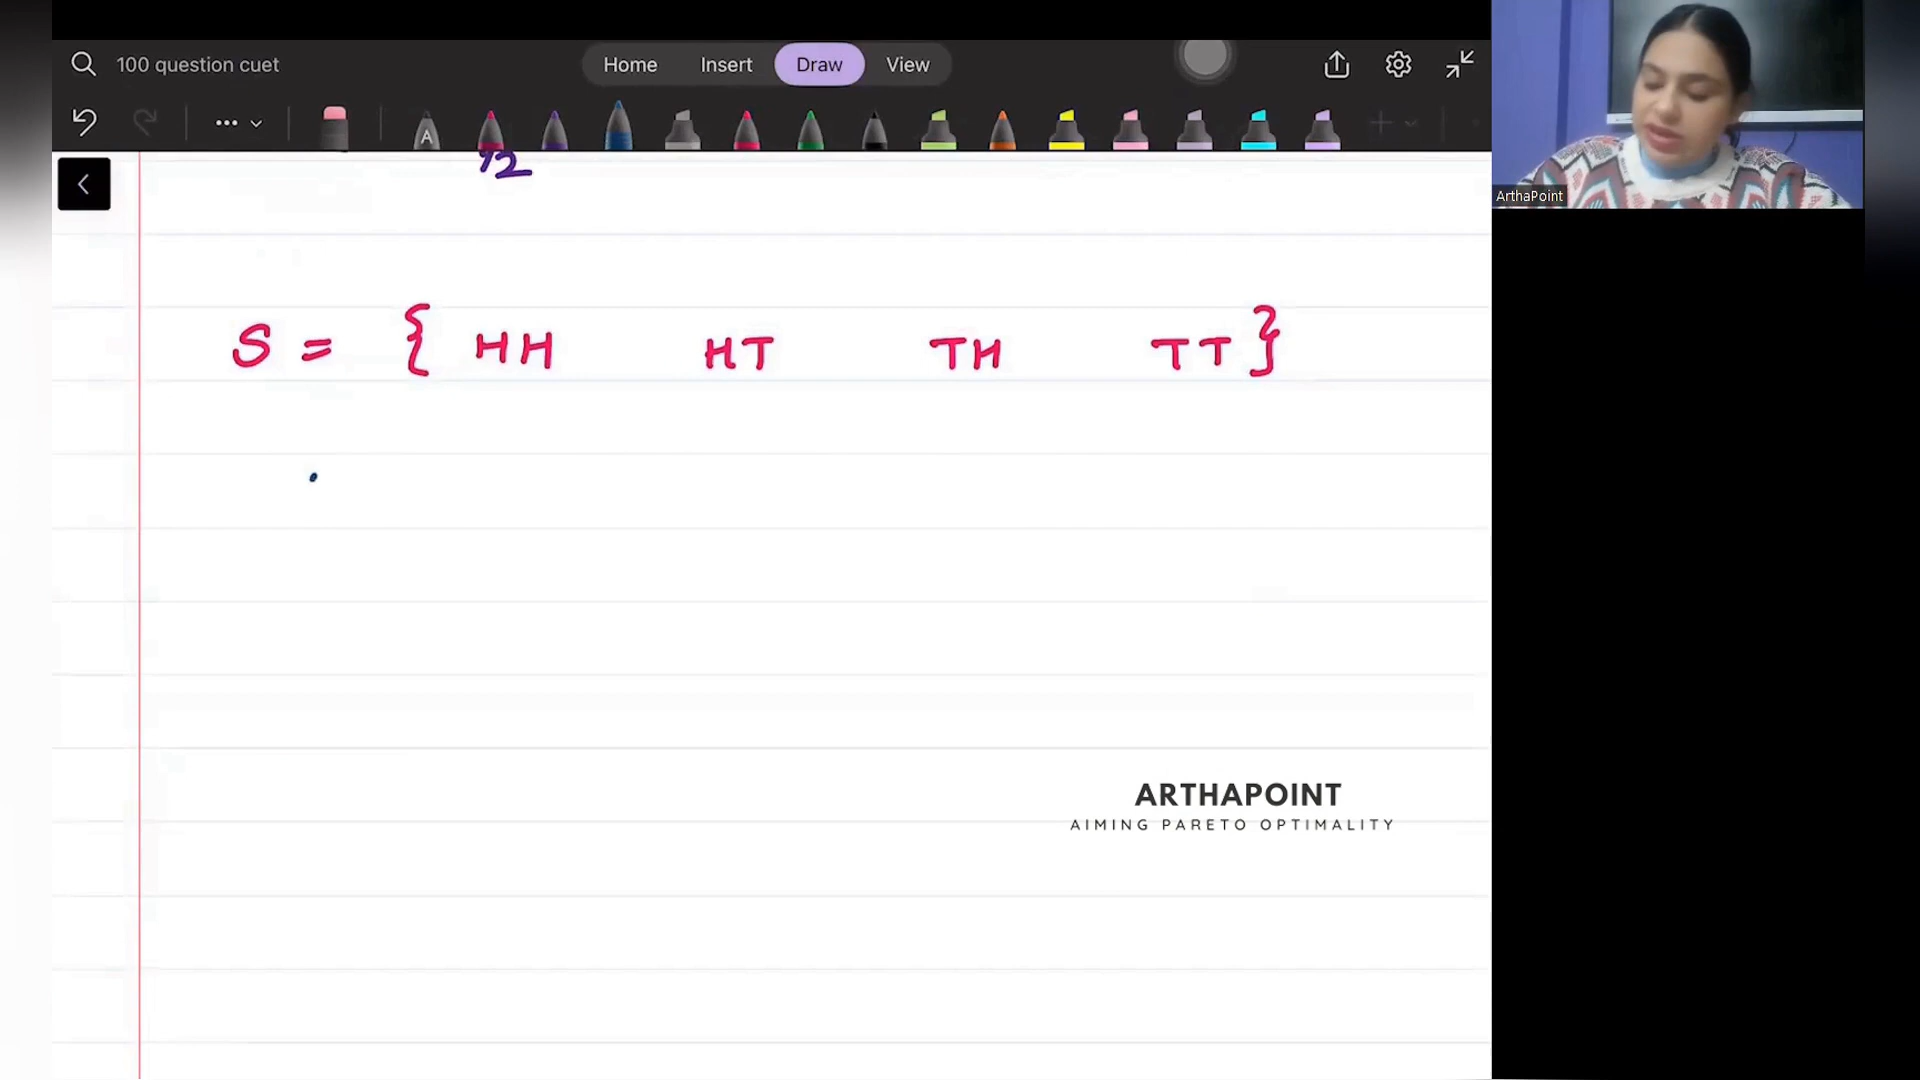 100 question cuet
Home Insert Draw View
A
ArthaPoint
S = { HH HT TH TT }
ARTHAPOINT
AIMING PARETO OPTIMALITY